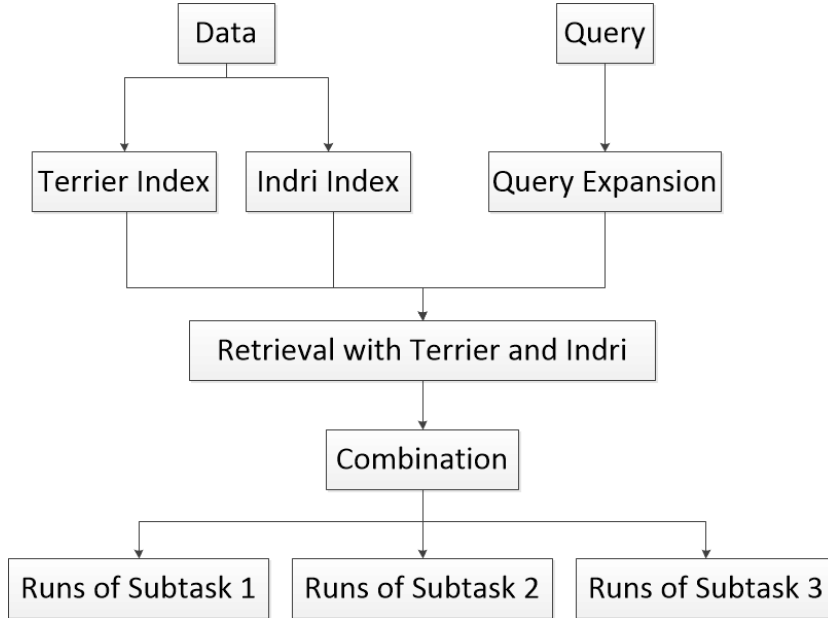 Data
Query
Terrier Index
Indri Index
Query Expansion
Retrieval with Terrier and Indri
Combination
Runs of Subtask 1
Runs of Subtask 2
Runs of Subtask 3